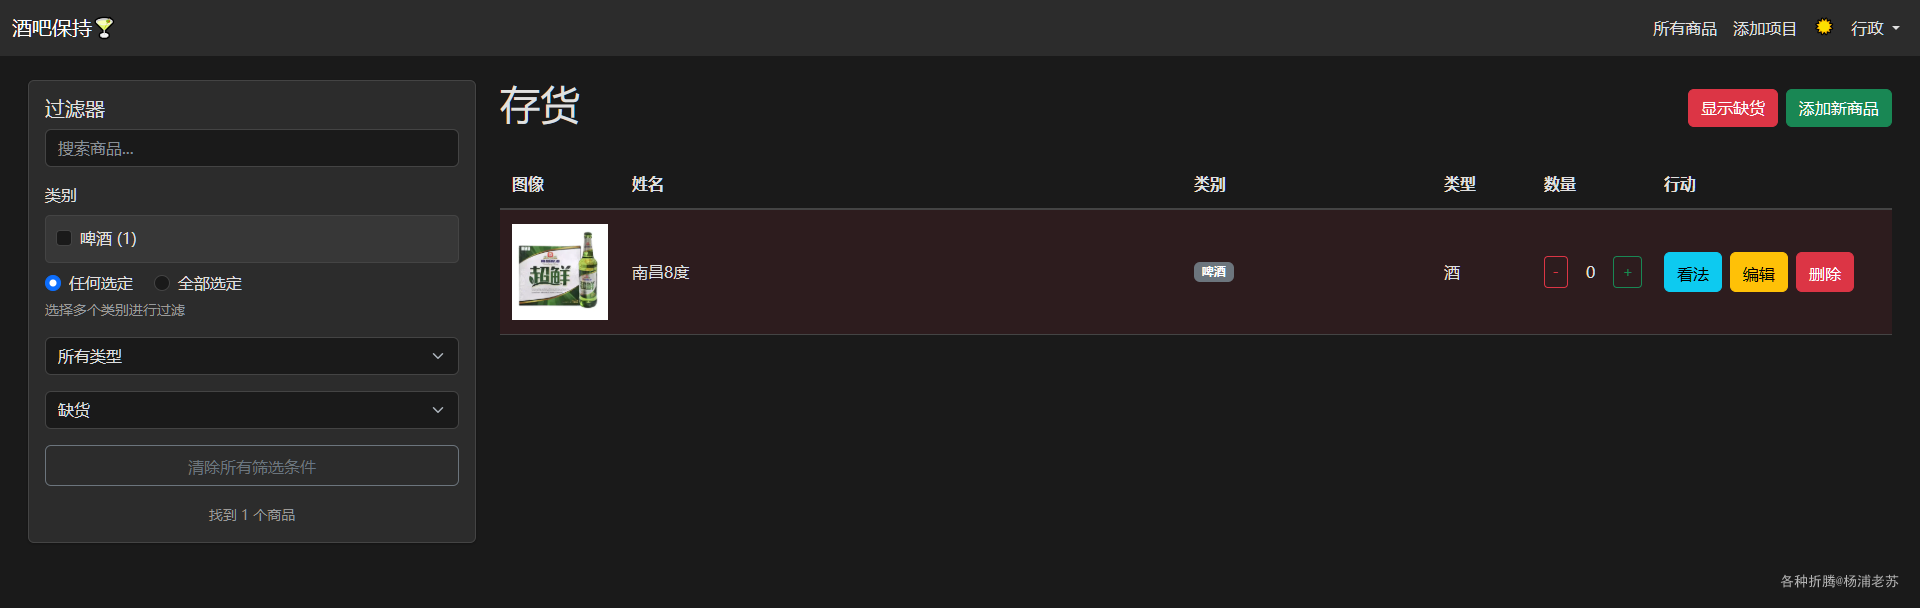 酒吧保持
所有商品 添加项目 行政
过滤器
搜索商品...
类别
啤酒 (1)
任何选定 全部选定
选择多个类别进行过滤
所有类型
缺货
清除所有筛选条件
找到 1 个商品
存货
显示缺货 添加新商品
图像 姓名 类别 类型 数量 行动
超鲜
南昌8度 啤酒 酒 - 0 + 看法 编辑 删除
各种折腾@杨浦老苏